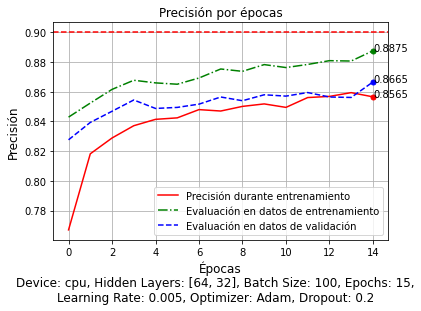 Precisión por épocas
Precisión
0.90
0.88
0.86
0.84
0.82
0.80
0.78
0.8875
0.8665
0.8565
Precisión durante entrenamiento
Evaluación en datos de entrenamiento
Evaluación en datos de validación
0 2 4 6 8 10 12 14
Épocas
Device: cpu, Hidden Layers: [64, 32], Batch Size: 100, Epochs: 15,
Learning Rate: 0.005, Optimizer: Adam, Dropout: 0.2